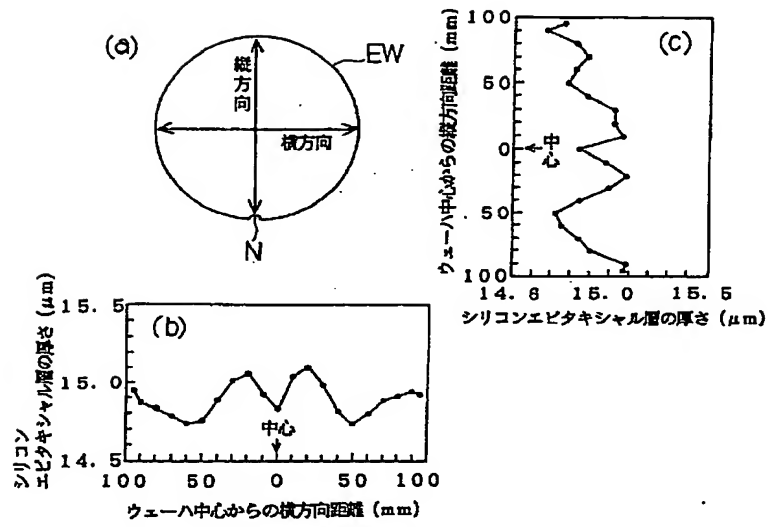 (a)
EW
縦方向
横方向
N
(b)
シリコン
エピタキシャル層の厚さ (μm)
15. 5
15. 0
14. 5
中心
100 50 0 50 100
ウェーハ中心からの横方向距離 (mm)
(c)
ウェーハ中心からの縦方向距離 (mm)
100
50
0
50
100
中心
14. 8 15. 0 15. 5
シリコンエピタキシャル層の厚さ (μm)